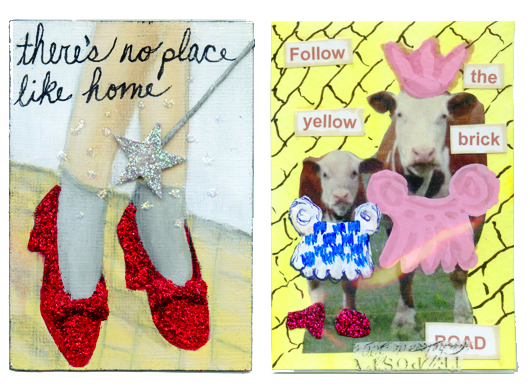 there's no place
like home
Follow
the
yellow
brick
ROAD